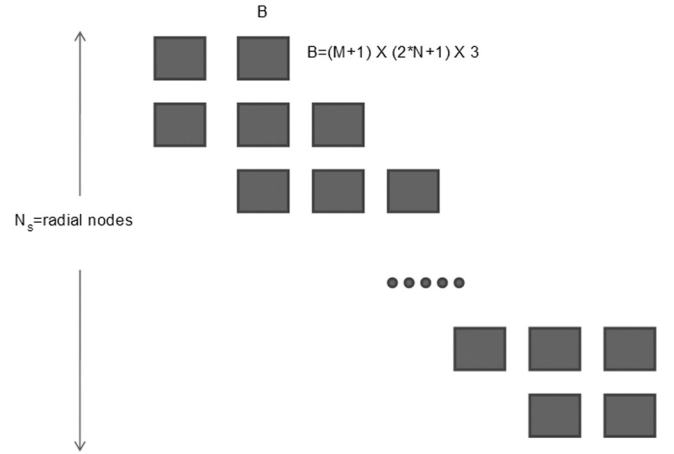 B
B=(M+1) X (2*N+1) X 3
Ns=radial nodes